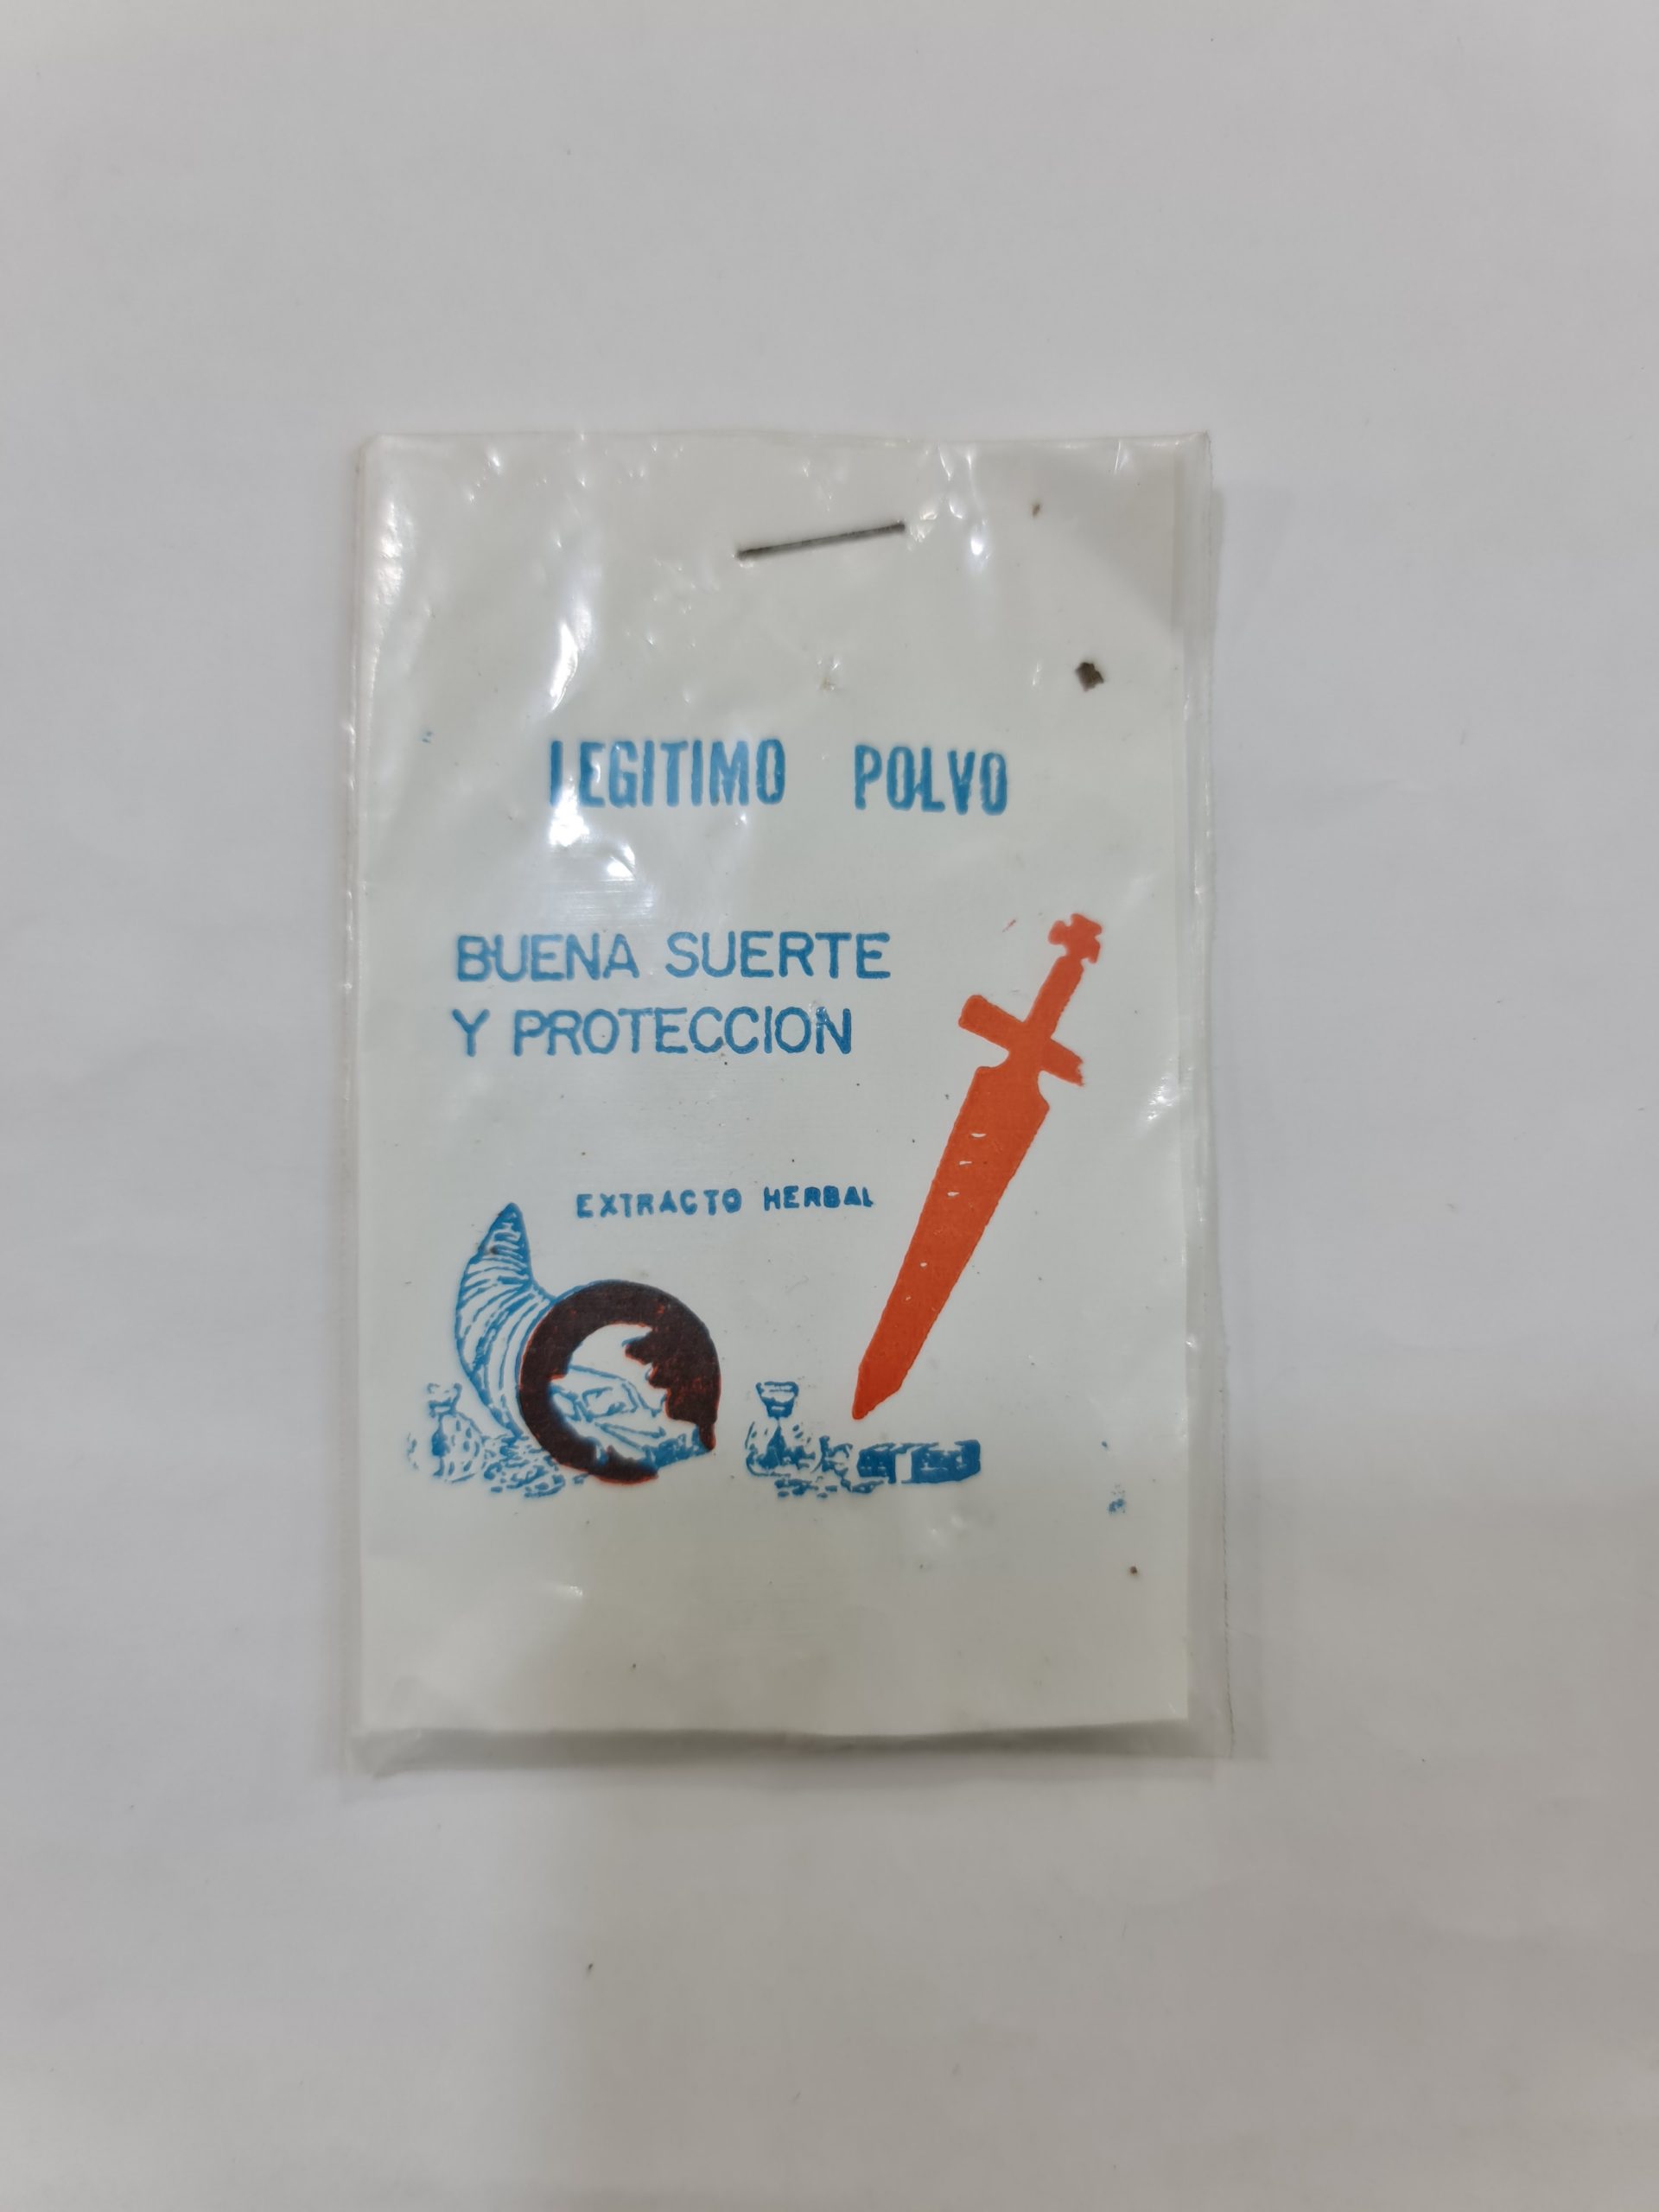 LEGITIMO POLVO
BUENA SUERTE
Y PROTECCION
EXTRACTO HERBAL